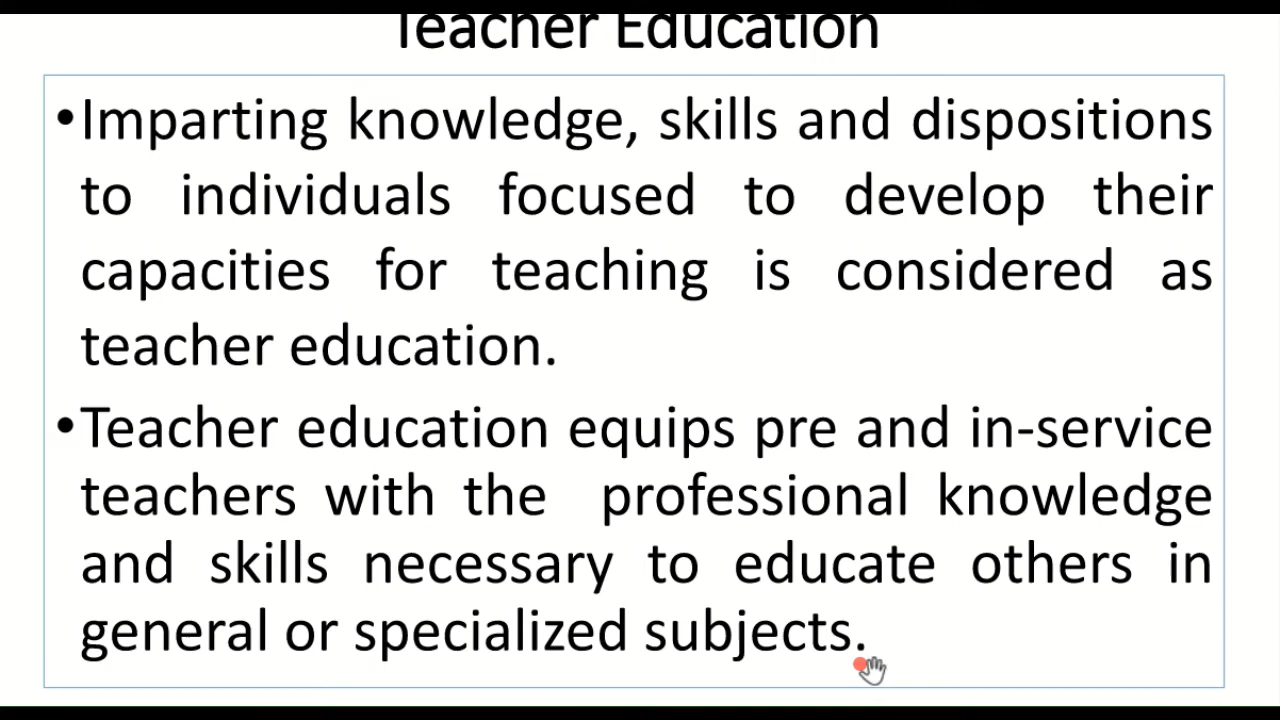 Teacher Education
•Imparting knowledge, skills and dispositions
to individuals focused to develop their
capacities for teaching is considered as
teacher education.
•Teacher education equips pre and in-service
teachers with the professional knowledge
and skills necessary to educate others in
general or specialized subjects.